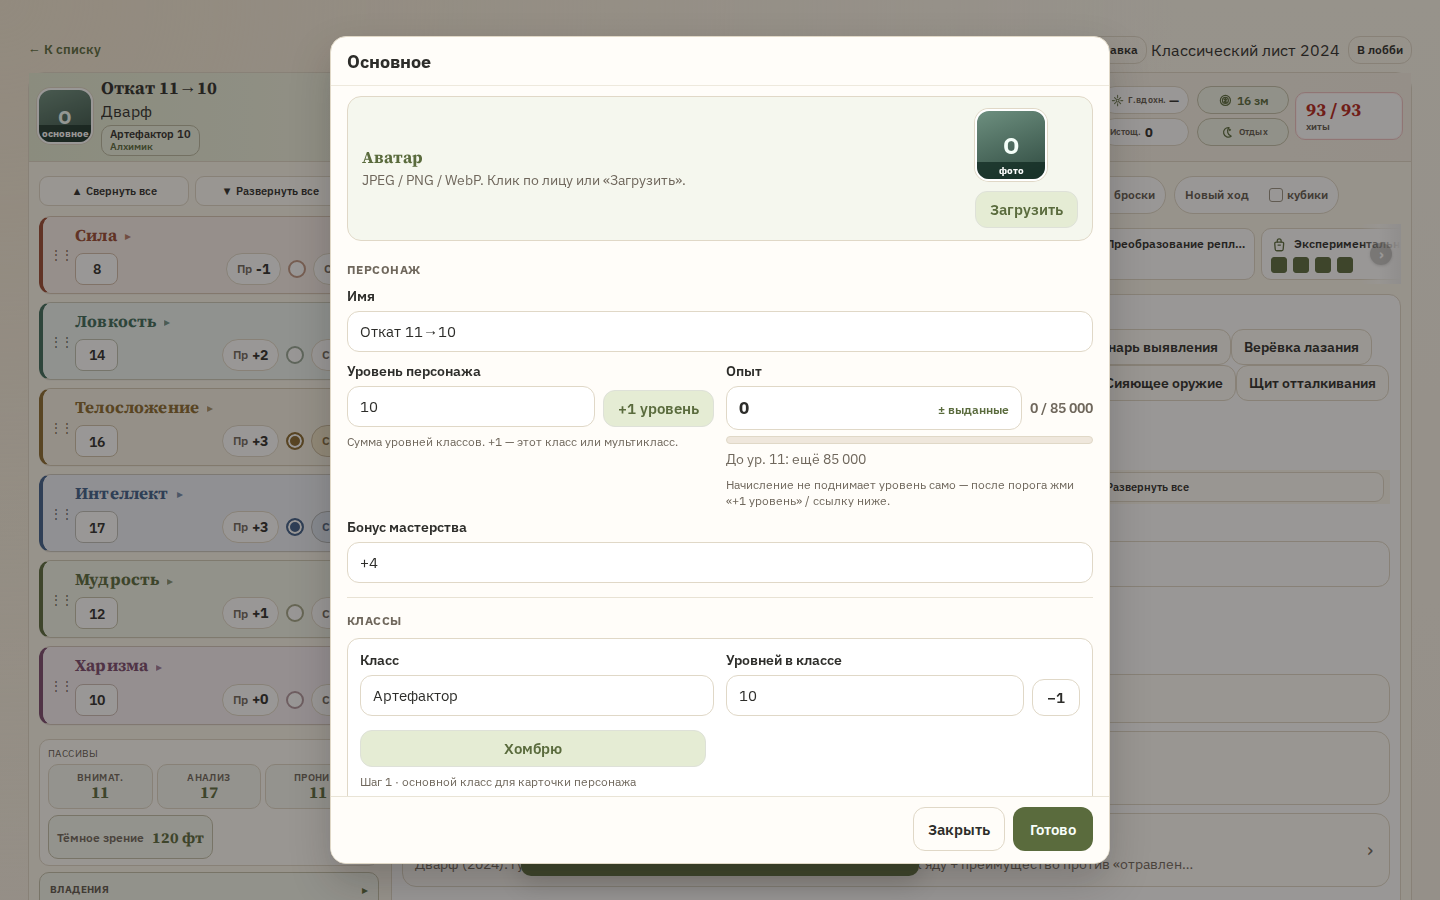 ← К списку
Откат 11→10
Дварф
Артефактор 10
Алхимик
О
основное
▲ Свернуть все
▼ Развернуть все
Сила ▸
8
Пр -1
Ловкость ▸
14
Пр +2
Телосложение ▸
16
Пр +3
Интеллект ▸
17
Пр +3
Мудрость ▸
12
Пр +1
Харизма ▸
10
Пр +0
ПАССИВЫ
ВНИМАТ.
11
АНАЛИЗ
17
11
Тёмное зрение 120 фт
ВЛАДЕНИЯ ▸
Основное
Аватар
JPEG / PNG / WebP. Клик по лицу или «Загрузить».
О
фото
Загрузить
ПЕРСОНАЖ
Имя
Откат 11→10
Уровень персонажа
10
+1 уровень
Сумма уровней классов. +1 — этот класс или мультикласс.
Опыт
0
± выданные
0 / 85 000
До ур. 11: ещё 85 000
Начисление не поднимает уровень само — после порога жми
«+1 уровень» / ссылку ниже.
Бонус мастерства
+4
КЛАССЫ
Класс
Артефактор
Уровней в классе
10
−1
Хомбрю
Шаг 1 · основной класс для карточки персонажа
Закрыть
Готово
Классический лист 2024
В лобби
Г.вдохн. —
16 зм
93 / 93
хиты
Истощ. 0
Отдых
броски
Новый ход
кубики
Преобразование репл...
Верёвка лазания
выявления
Сияющее оружие
Щит отталкивания
Развернуть все
Дварф (2024).
яду + преимущество против «отравлен...